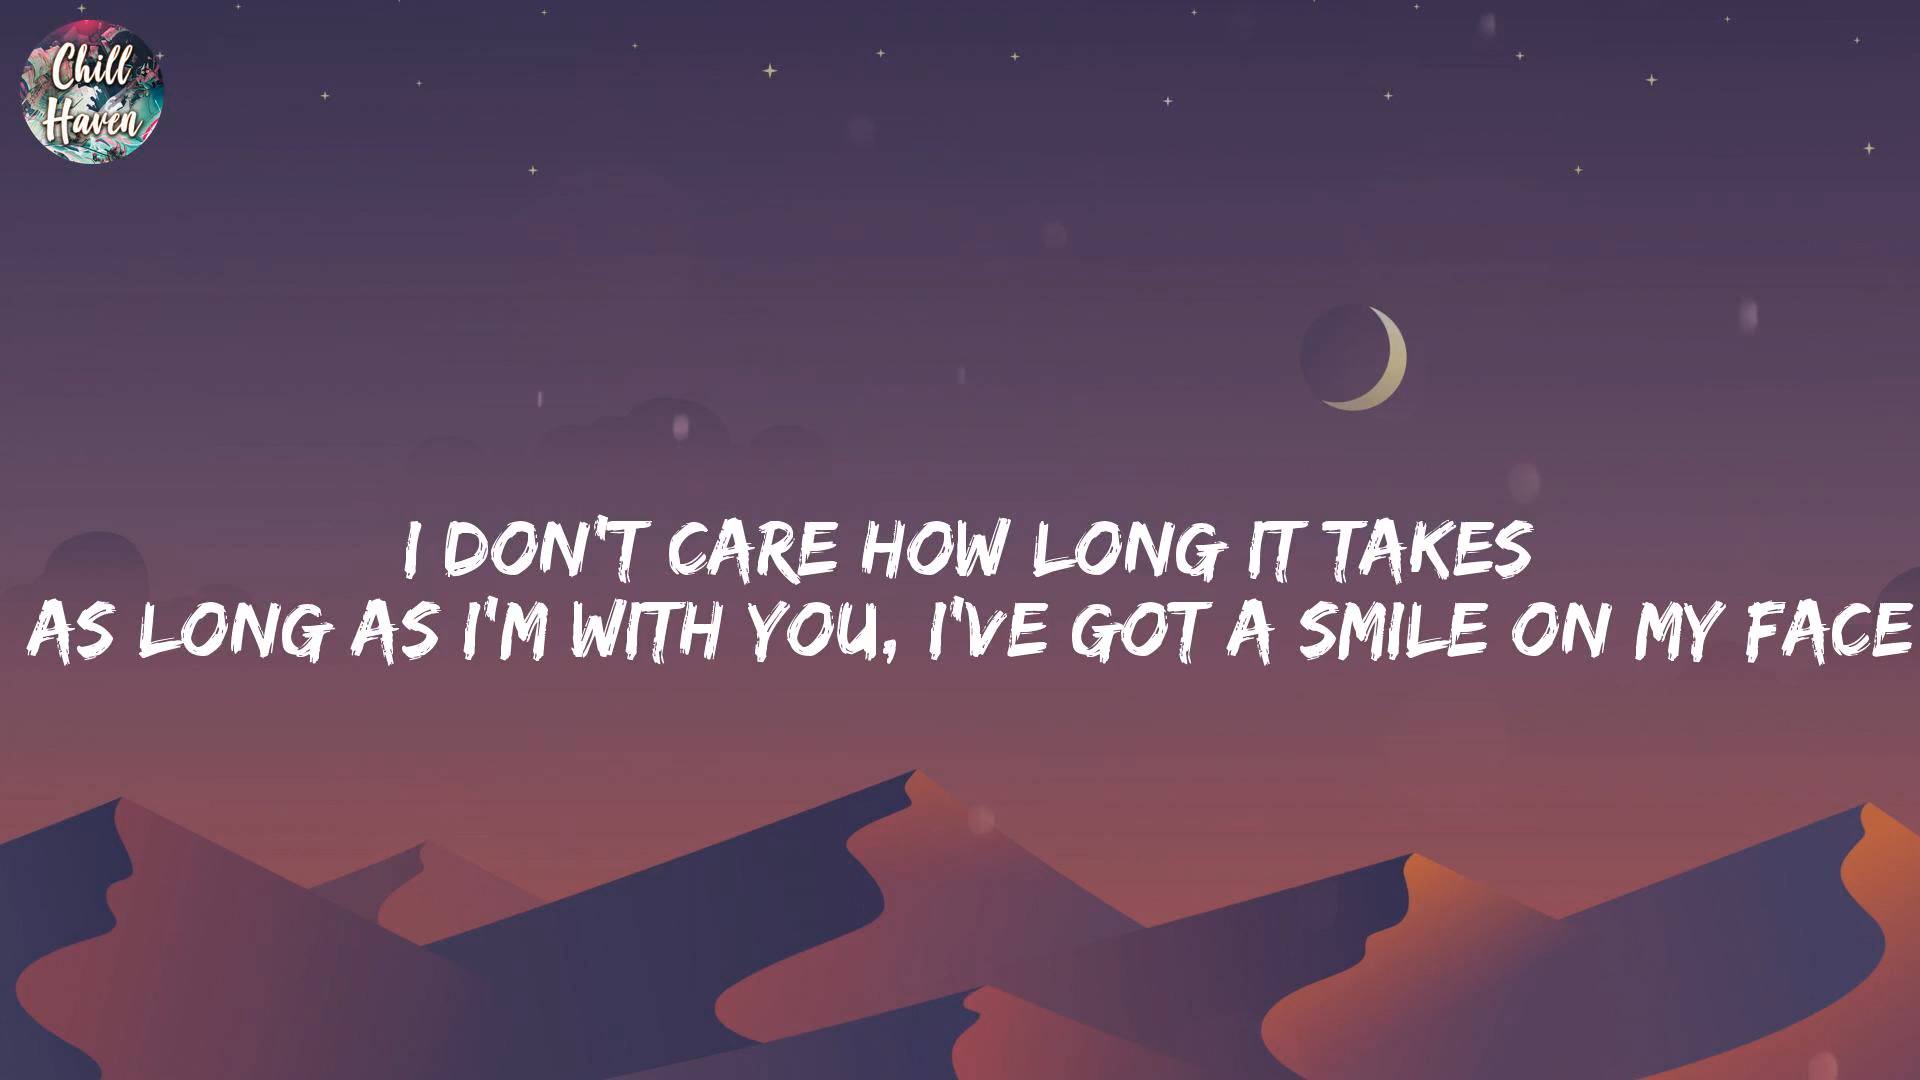 Chill
Haven
I DON'T CARE HOW LONG IT TAKES
AS LONG AS I'M WITH YOU, I'VE GOT A SMILE ON MY FACE